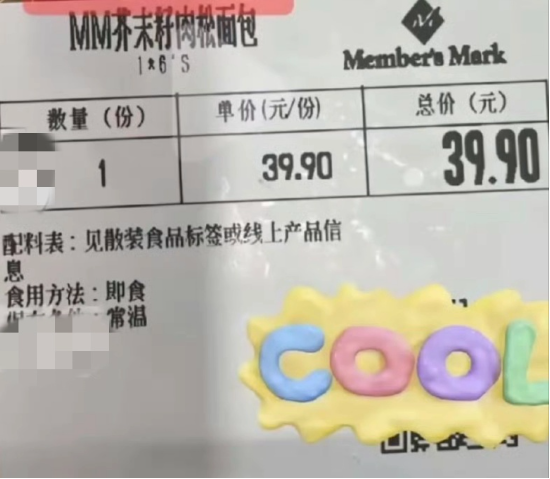 MM芥末籽肉松面包
1*6'S
Member's Mark
数量（份） 单价(元/份) 总价（元）
1 39.90 39.90
配料表：见散装食品标签或线上产品信
息
食用方法：即食
常温
COOL